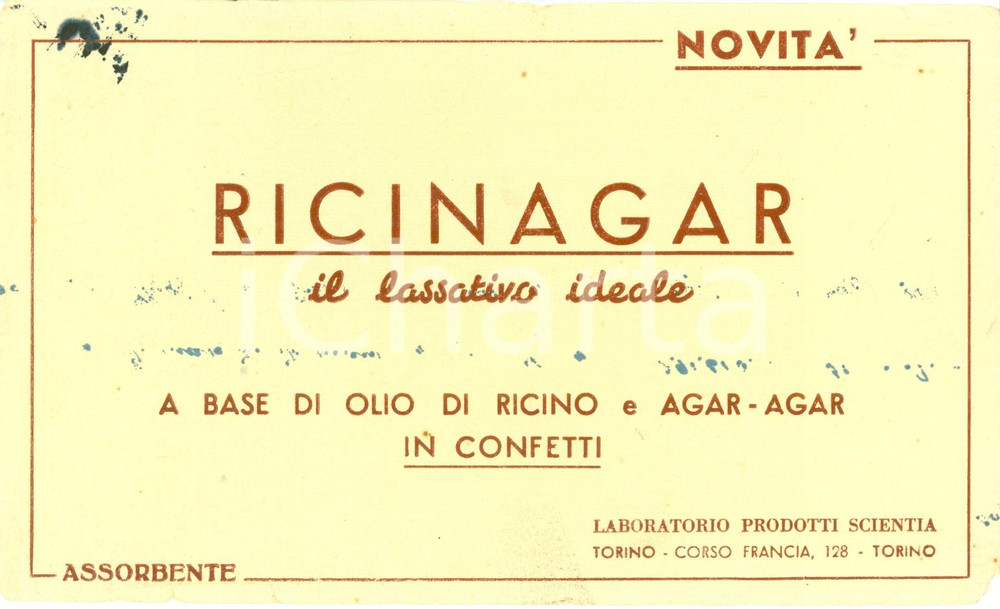 NOVITA'
RICINAGAR
il lassativo ideale
iCharta
A BASE DI OLIO DI RICINO e AGAR-AGAR
IN CONFETTI
LABORATORIO PRODOTTI SCIENTIA
TORINO - CORSO FRANCIA, 128 - TORINO
ASSORBENTE